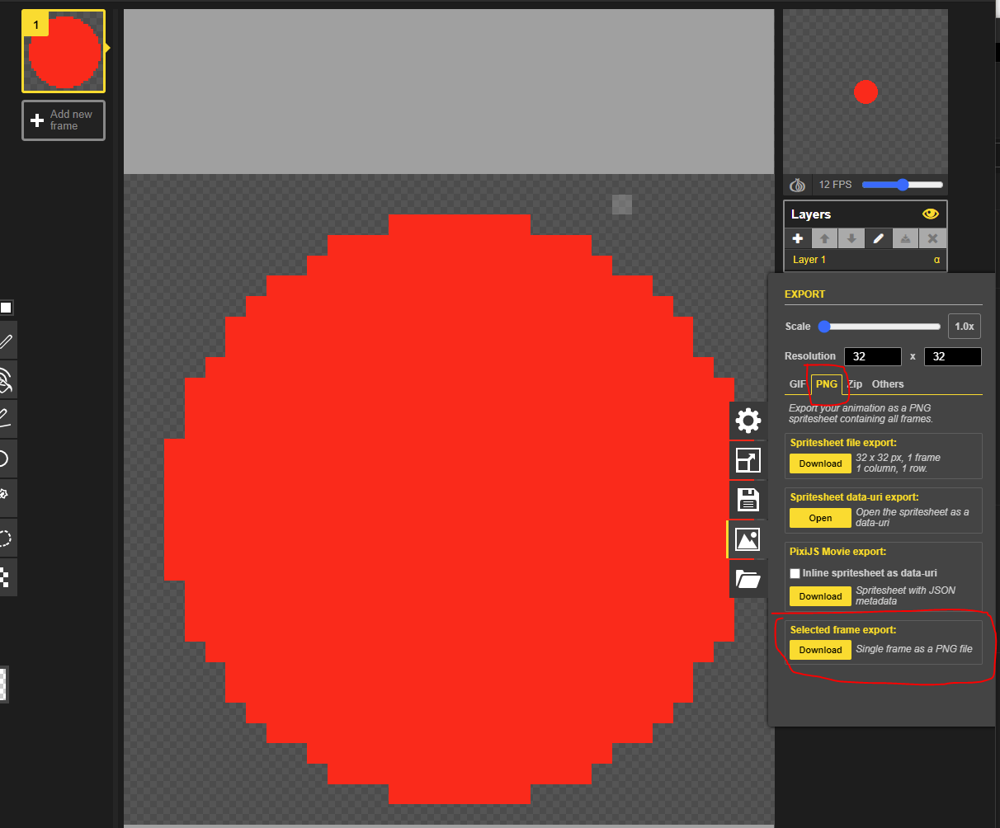 1
Add new
frame
12 FPS
Layers
Layer 1 α
EXPORT
Scale 1.0x
Resolution 32 x 32
GIF PNG Zip Others
Export your animation as a PNG
spritesheet containing all frames.
Spritesheet file export:
Download
32 x 32 px, 1 frame
1 column, 1 row.
Spritesheet data-uri export:
Open
Open the spritesheet as a
data-uri
PixiJS Movie export:
Inline spritesheet as data-uri
Download
Spritesheet with JSON
metadata
Selected frame export:
Download Single frame as a PNG file